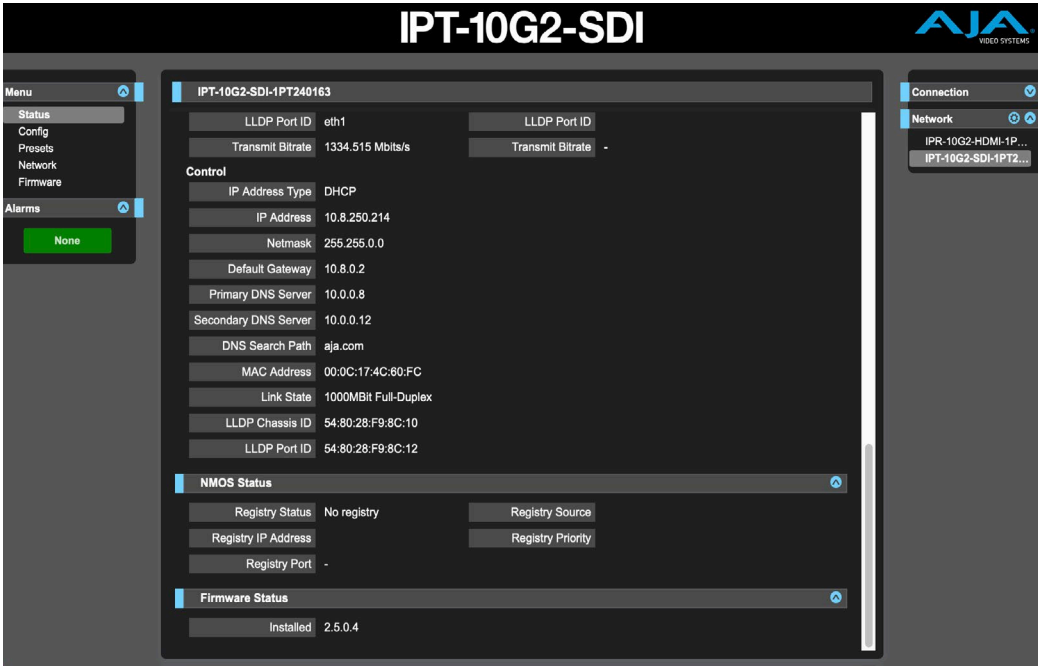 IPT-10G2-SDI
AJA
VIDEO SYSTEMS
Menu
Status
Config
Presets
Network
Firmware
Alarms
None
IPT-10G2-SDI-1PT240163
LLDP Port ID eth1 LLDP Port ID
Transmit Bitrate 1334.515 Mbits/s Transmit Bitrate -
Control
IP Address Type DHCP
IP Address 10.8.250.214
Netmask 255.255.0.0
Default Gateway 10.8.0.2
Primary DNS Server 10.0.0.8
Secondary DNS Server 10.0.0.12
DNS Search Path aja.com
MAC Address 00:0C:17:4C:60:FC
Link State 1000MBit Full-Duplex
LLDP Chassis ID 54:80:28:F9:8C:10
LLDP Port ID 54:80:28:F9:8C:12
NMOS Status
Registry Status No registry Registry Source
Registry IP Address Registry Priority
Registry Port -
Firmware Status
Installed 2.5.0.4
Connection
Network
IPR-10G2-HDMI-1P...
IPT-10G2-SDI-1PT2...